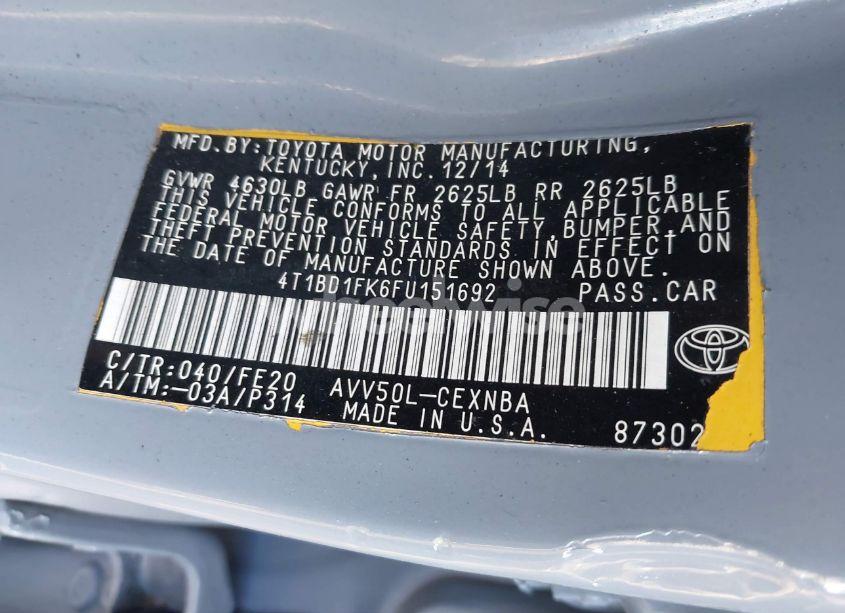 MFD. BY: TOYOTA MOTOR MANUFACTURING,
KENTUCKY, INC. 12/14
GVWR 4630LB GAWR FR 2625LB RR 2625LB
THIS VEHICLE CONFORMS TO ALL APPLICABLE
FEDERAL MOTOR VEHICLE SAFETY, BUMPER, AND
THEFT PREVENTION STANDARDS IN EFFECT ON
THE DATE OF MANUFACTURE SHOWN ABOVE.
4T1BD1FK6FU151692 PASS.CAR
wheelwise
C/TR:040/FE20 AVV50L-CEXNBA
A/TM:-03A/P314 MADE IN U.S.A. 87302